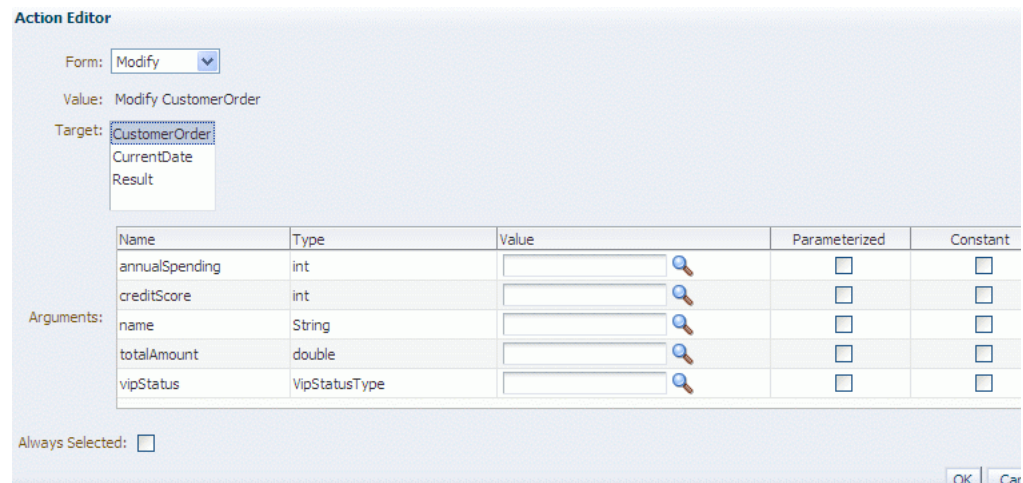 Action Editor
Form: Modify
Value: Modify CustomerOrder
Target: CustomerOrder
CurrentDate
Result
Name Type Value Parameterized Constant
annualSpending int
creditScore int
Arguments:
name String
totalAmount double
vipStatus VipStatusType
Always Selected:
OK